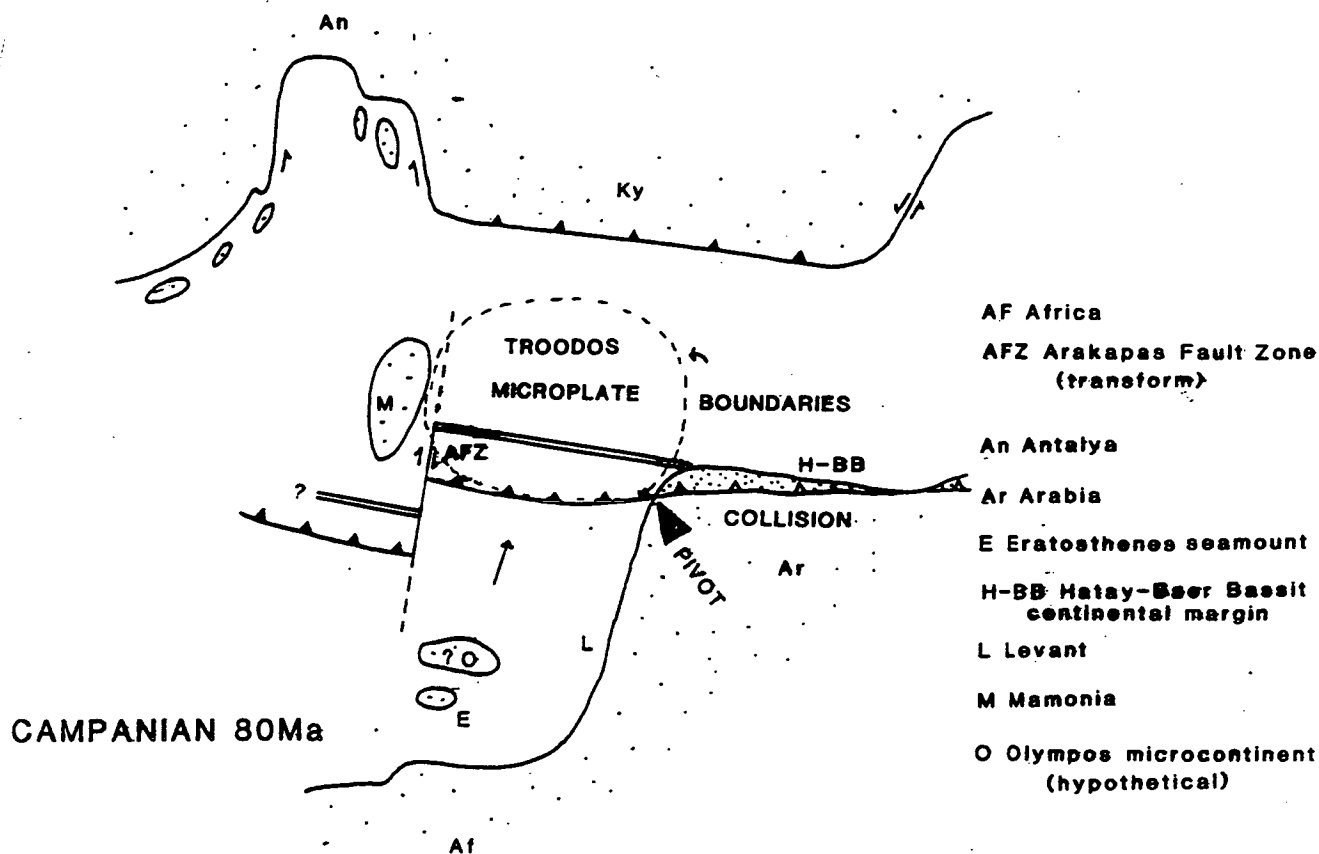 An
Ky
TROODOS
MICROPLATE
BOUNDARIES
M
AFZ
H-BB
?
COLLISION
PIVOT
Ar
L
? O
E
CAMPANIAN 80Ma
Af
AF Africa
AFZ Arakapas Fault Zone
(transform)
An Antalya
Ar Arabia
E Eratosthenes seamount
H-BB Hatay-Baer Bassit
continental margin
L Levant
M Mamonia
O Olympos microcontinent
(hypothetical)